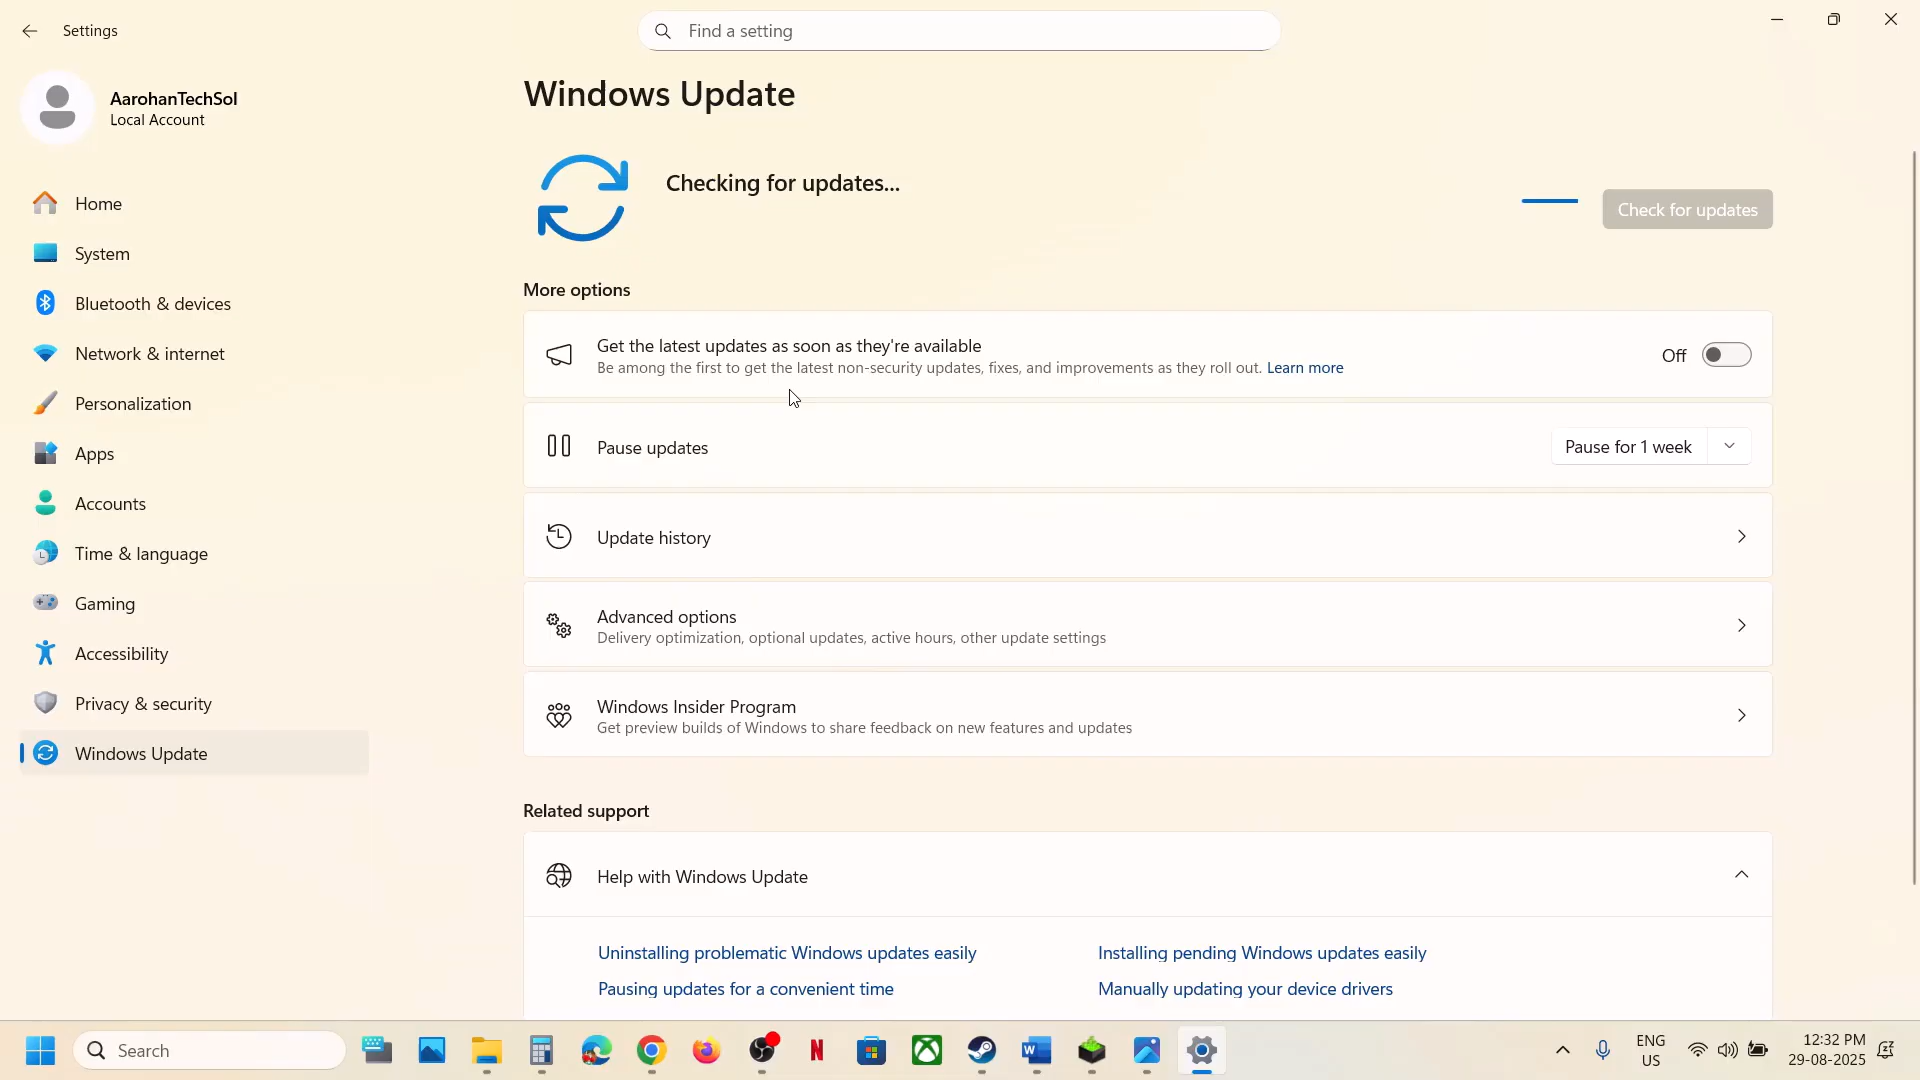 Settings
Find a setting
AarohanTechSol
Local Account
Home
System
Bluetooth & devices
Network & internet
Personalization
Apps
Accounts
Time & language
Gaming
Accessibility
Privacy & security
Windows Update
Windows Update
Checking for updates...
Check for updates
More options
Get the latest updates as soon as they're available
Be among the first to get the latest non-security updates, fixes, and improvements as they roll out. Learn more
Off
Pause updates
Pause for 1 week
Update history
Advanced options
Delivery optimization, optional updates, active hours, other update settings
Windows Insider Program
Get preview builds of Windows to share feedback on new features and updates
Related support
Help with Windows Update
Uninstalling problematic Windows updates easily
Installing pending Windows updates easily
Pausing updates for a convenient time
Manually updating your device drivers
Search
ENG
US
12:32 PM
29-08-2025